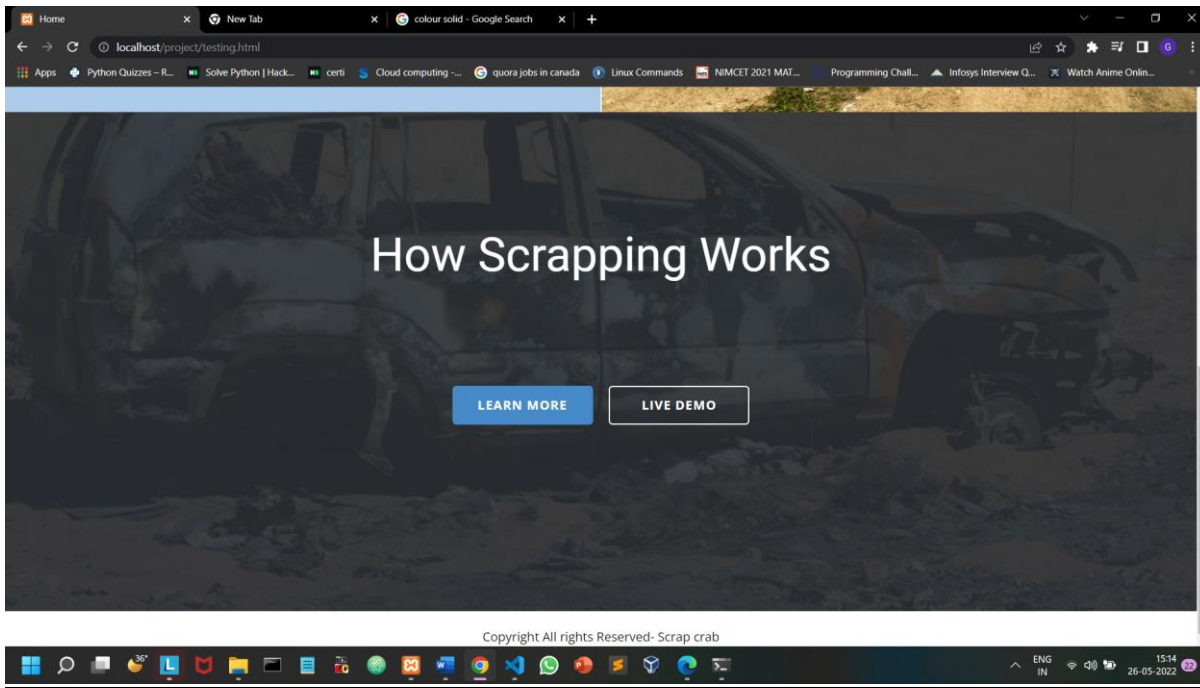 Home
New Tab
colour solid - Google Search
localhost/project/testing.html
G
Apps
Python Quizzes – R...
Solve Python | Hack...
certi
Cloud computing -...
quora jobs in canada
Linux Commands
NIMCET 2021 MAT...
Programming Chall...
Infosys Interview Q...
Watch Anime Onlin...
How Scrapping Works
LEARN MORE
LIVE DEMO
Copyright All rights Reserved- Scrap crab
36°
L
ENG
IN
15:14
26-05-2022
22